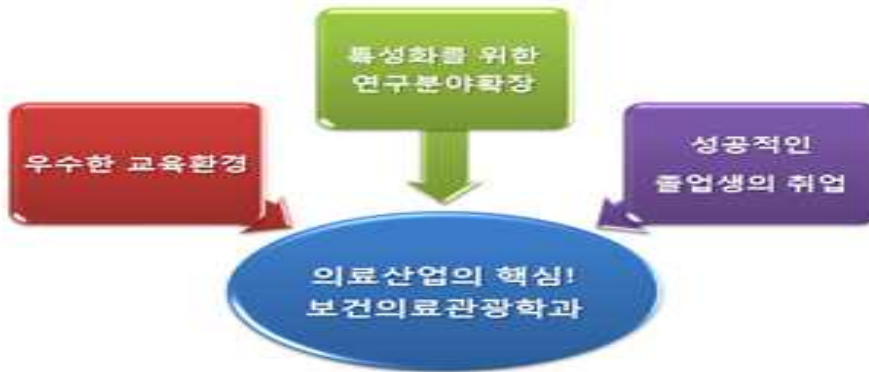 특성화를 위한
연구분야확장
우수한 교육환경
성공적인
졸업생의 취업
의료산업의 핵심!
보건의료관광학과